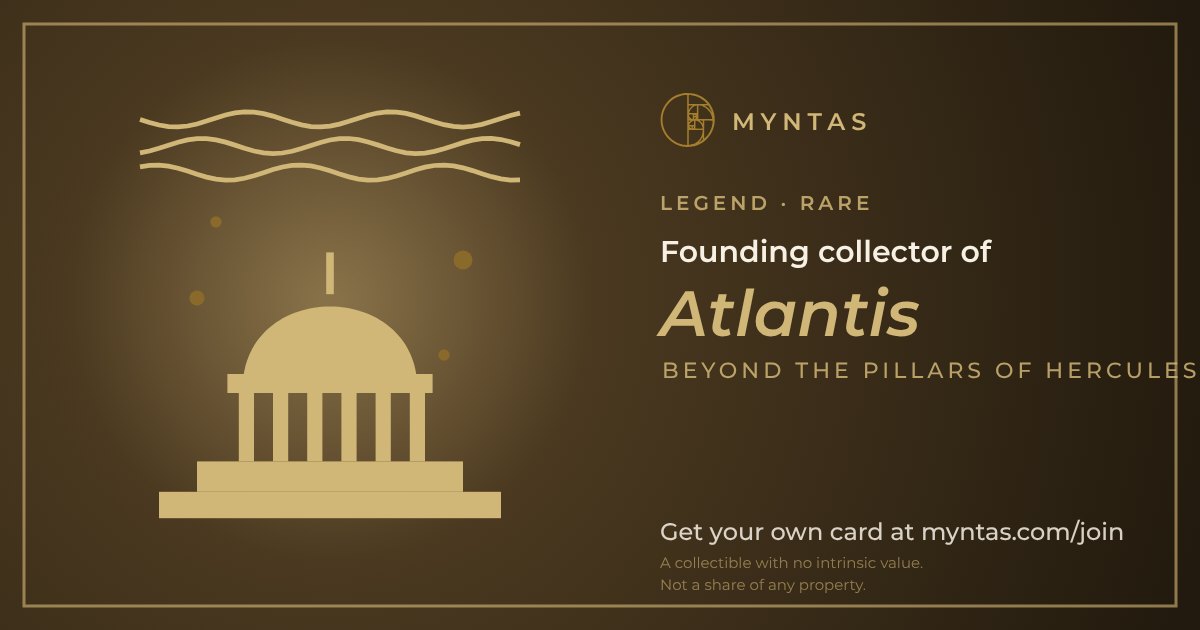 MYNTAS
LEGEND · RARE
Founding collector of
Atlantis
BEYOND THE PILLARS OF HERCULES
Get your own card at myntas.com/join
A collectible with no intrinsic value.
Not a share of any property.